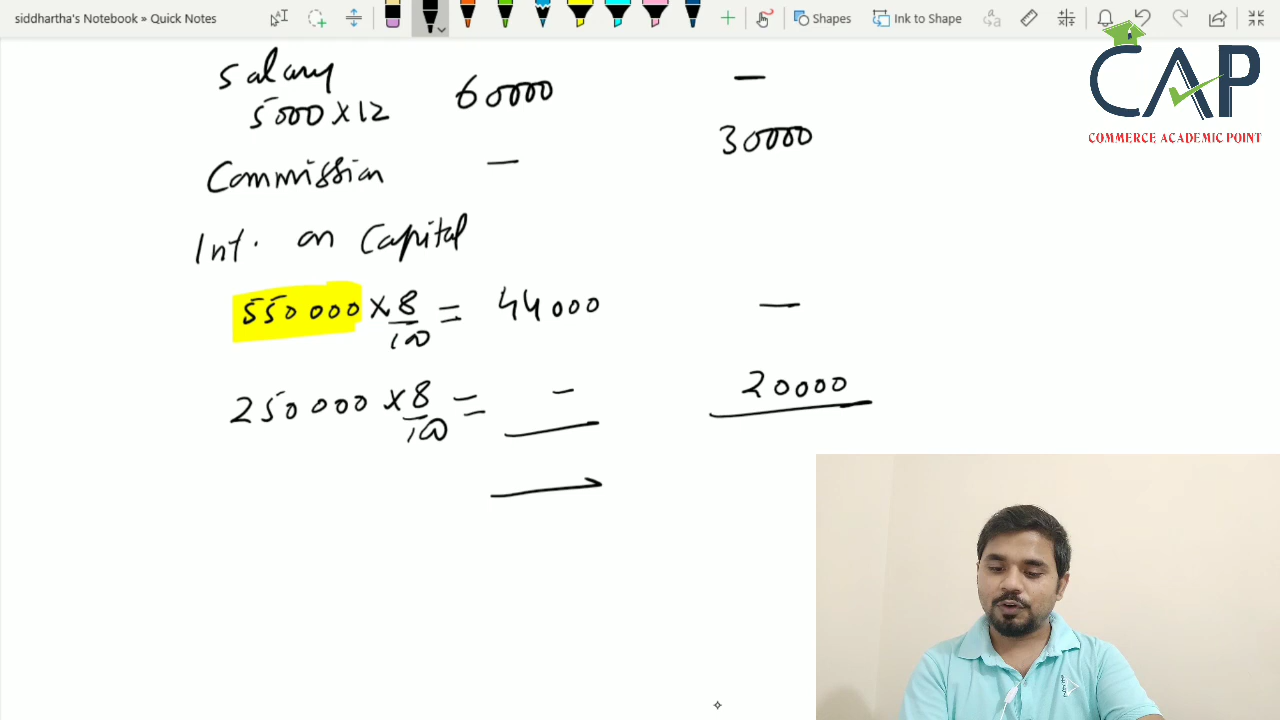 siddhartha's Notebook » Quick Notes
Shapes
Ink to Shape
CAP
COMMERCE ACADEMIC POINT
Salary 60000 —
5000 × 12
Commission — 30000
Int. on Capital
550000 × 8/100 = 44000 —
250000 × 8/100 = - 20000